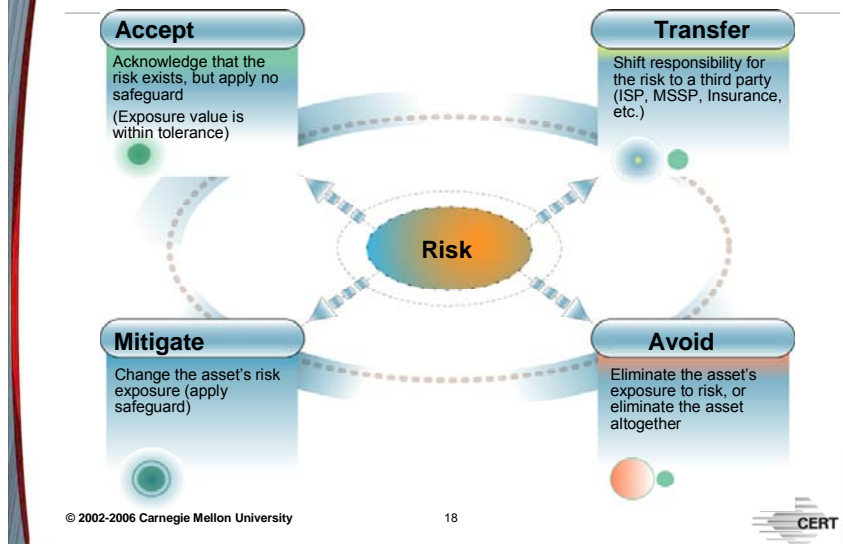 Accept
Acknowledge that the
risk exists, but apply no
safeguard
(Exposure value is
within tolerance)
Transfer
Shift responsibility for
the risk to a third party
(ISP, MSSP, Insurance,
etc.)
Risk
Mitigate
Change the asset's risk
exposure (apply
safeguard)
Avoid
Eliminate the asset's
exposure to risk, or
eliminate the asset
altogether
© 2002-2006 Carnegie Mellon University
18
CERT